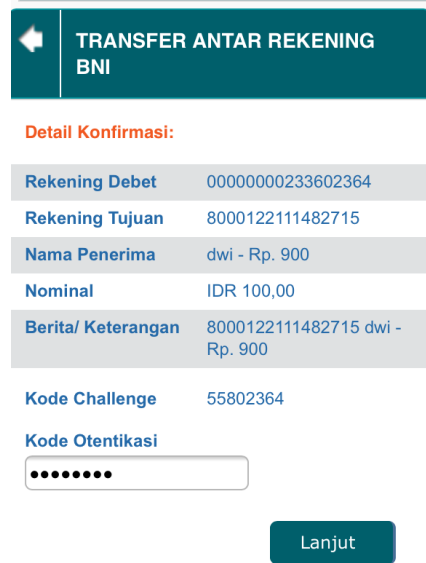 TRANSFER ANTAR REKENING
BNI
Detail Konfirmasi:
Rekening Debet 00000000233602364
Rekening Tujuan 8000122111482715
Nama Penerima dwi - Rp. 900
Nominal IDR 100,00
Berita/ Keterangan 8000122111482715 dwi -
Rp. 900
Kode Challenge 55802364
Kode Otentikasi
••••••••
Lanjut